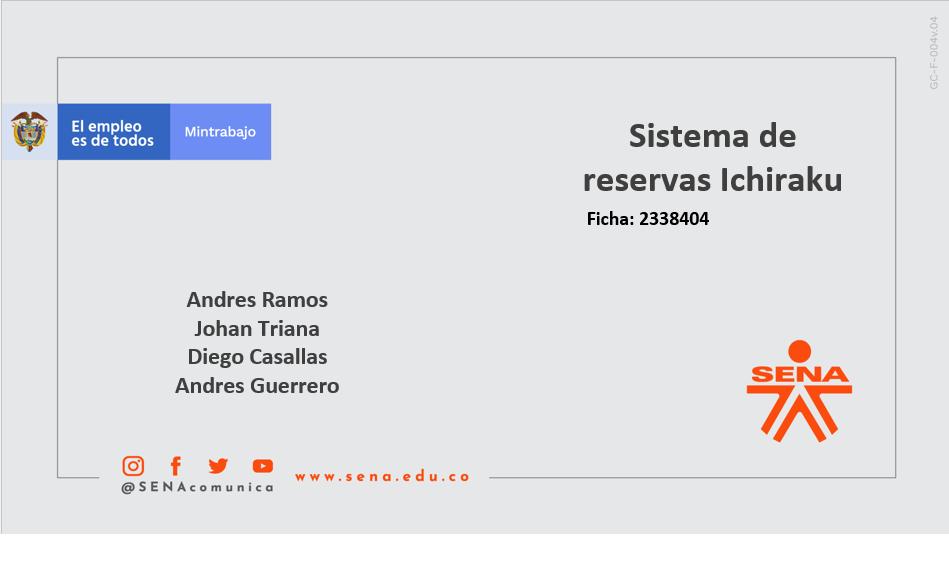 GC-F-004v.04
El empleo
es de todos
Mintrabajo
Sistema de
reservas Ichiraku
Ficha: 2338404
Andres Ramos
Johan Triana
Diego Casallas
Andres Guerrero
SENA
@SENAcomunica
www.sena.edu.co